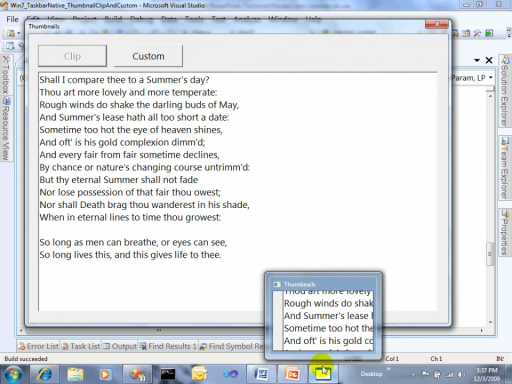 Win7_TaskbarNative_ThumbnailClipAndCustom - Microsoft Visual Studio
Thumbnails
Clip
Custom
Shall I compare thee to a Summer's day?
Thou art more lovely and more temperate:
Rough winds do shake the darling buds of May,
And Summer's lease hath all too short a date:
Sometime too hot the eye of heaven shines,
And oft' is his gold complexion dimm'd:
And every fair from fair sometime declines,
By chance or nature's changing course untrimm'd:
But thy eternal Summer shall not fade
Nor lose possession of that fair thou owest;
Nor shall Death brag thou wanderest in his shade,
When in eternal lines to time thou growest:
So long as men can breathe, or eyes can see,
So long lives this, and this gives life to thee.
Toolbox
Resource View
Param, LP
Solution Explorer
Team Explorer
Properties
Thumbnails
Thou art more lovely
Rough winds do shak
And Summer's lease h
Sometime too hot the
And oft' is his gold co
Error List
Task List
Output
Find Results 1
Find Symbol Re
Build succeeded
Col 1
Ch 1
Desktop
3:37 PM
12/3/2009